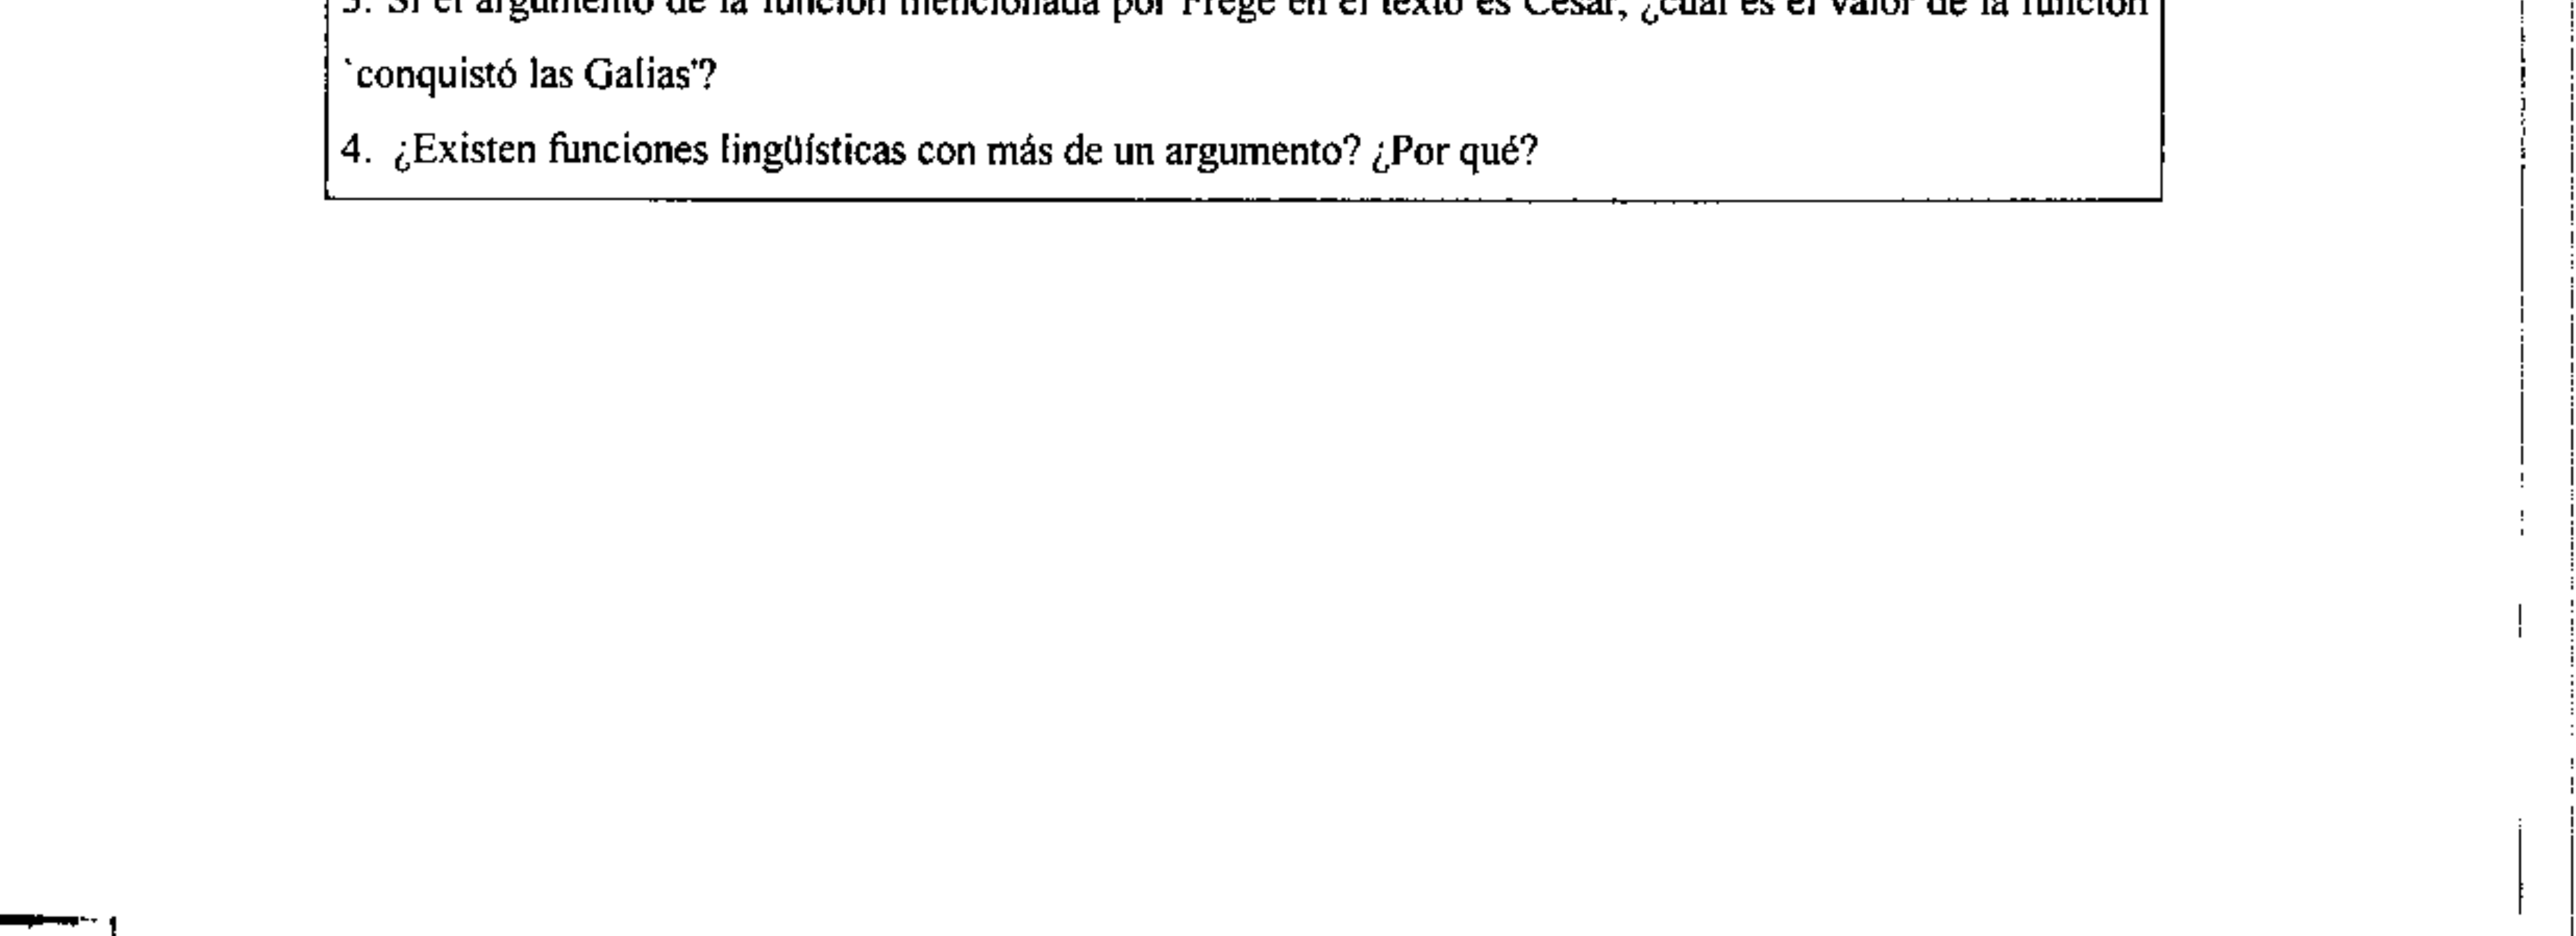 3. Si el argumento de la función mencionada por Frege en el texto es César, ¿cuál es el valor de la función
`conquistó las Galias'?
4. ¿Existen funciones lingüísticas con más de un argumento? ¿Por qué?